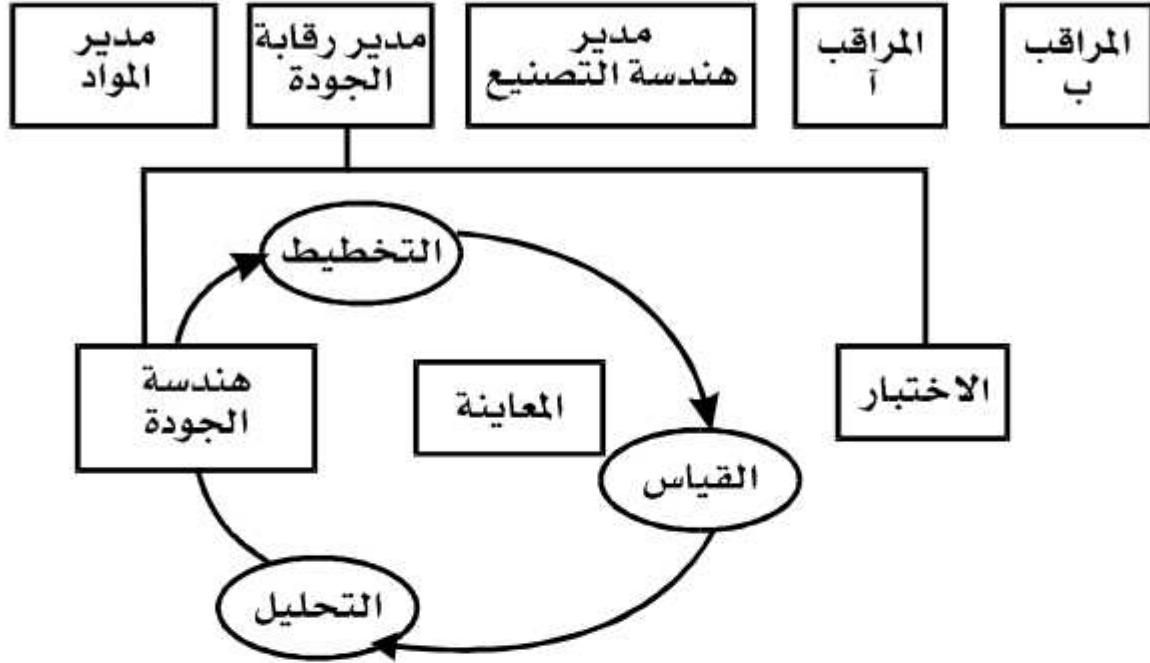 المراقب
ب
المراقب
آ
مدير
هندسة التصنيع
مدير رقابة
الجودة
مدير
المواد
التخطيط
الاختبار
المعاينة
هندسة
الجودة
القياس
التحليل